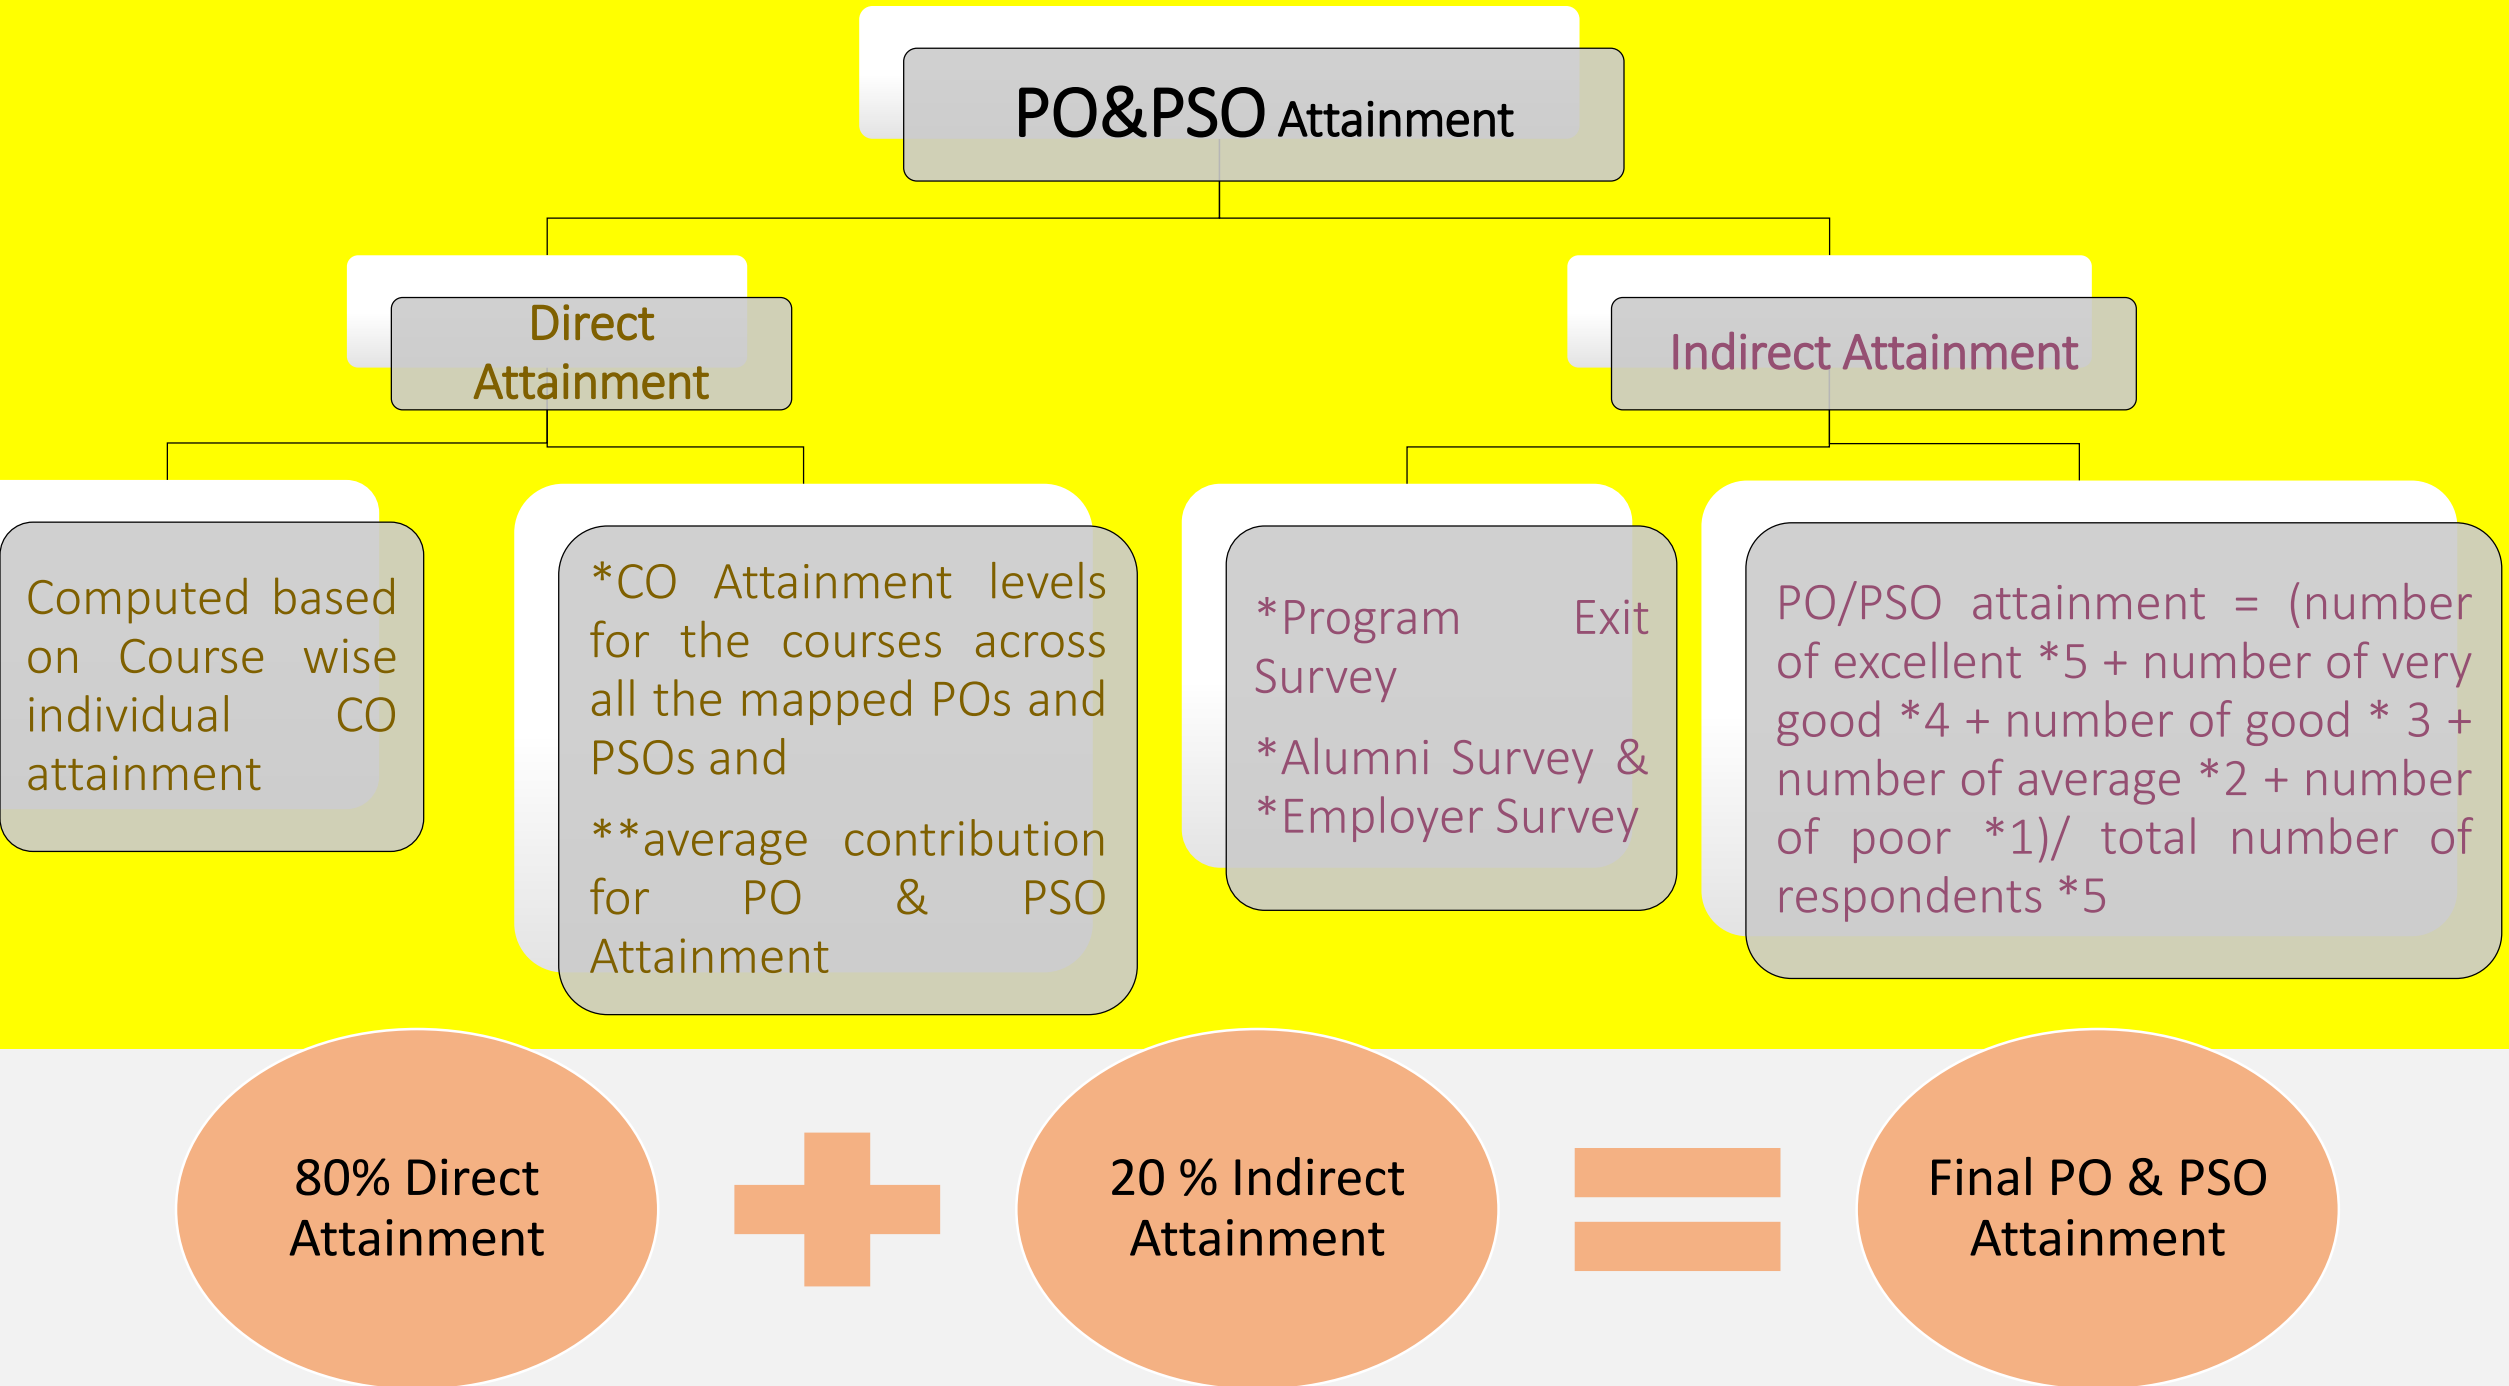 PO&PSO Attainment
Direct
Attainment
Indirect Attainment
Computed based
on Course wise
individual CO
attainment
*CO Attainment levels
for the courses across
all the mapped POs and
PSOs and
**average contribution
for PO & PSO
Attainment
*Program Exit
Survey
*Alumni Survey &
*Employer Survey
PO/PSO attainment = (number
of excellent *5 + number of very
good *4 + number of good * 3 +
number of average *2 + number
of poor *1)/ total number of
respondents *5
80% Direct
Attainment
20 % Indirect
Attainment
Final PO & PSO
Attainment